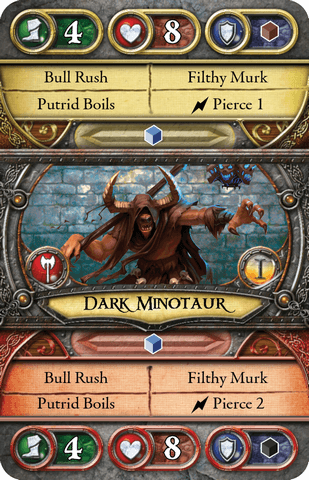 4 8
Bull Rush Filthy Murk
Putrid Boils Pierce 1
I
Dark Minotaur
Bull Rush Filthy Murk
Putrid Boils Pierce 2
4 8